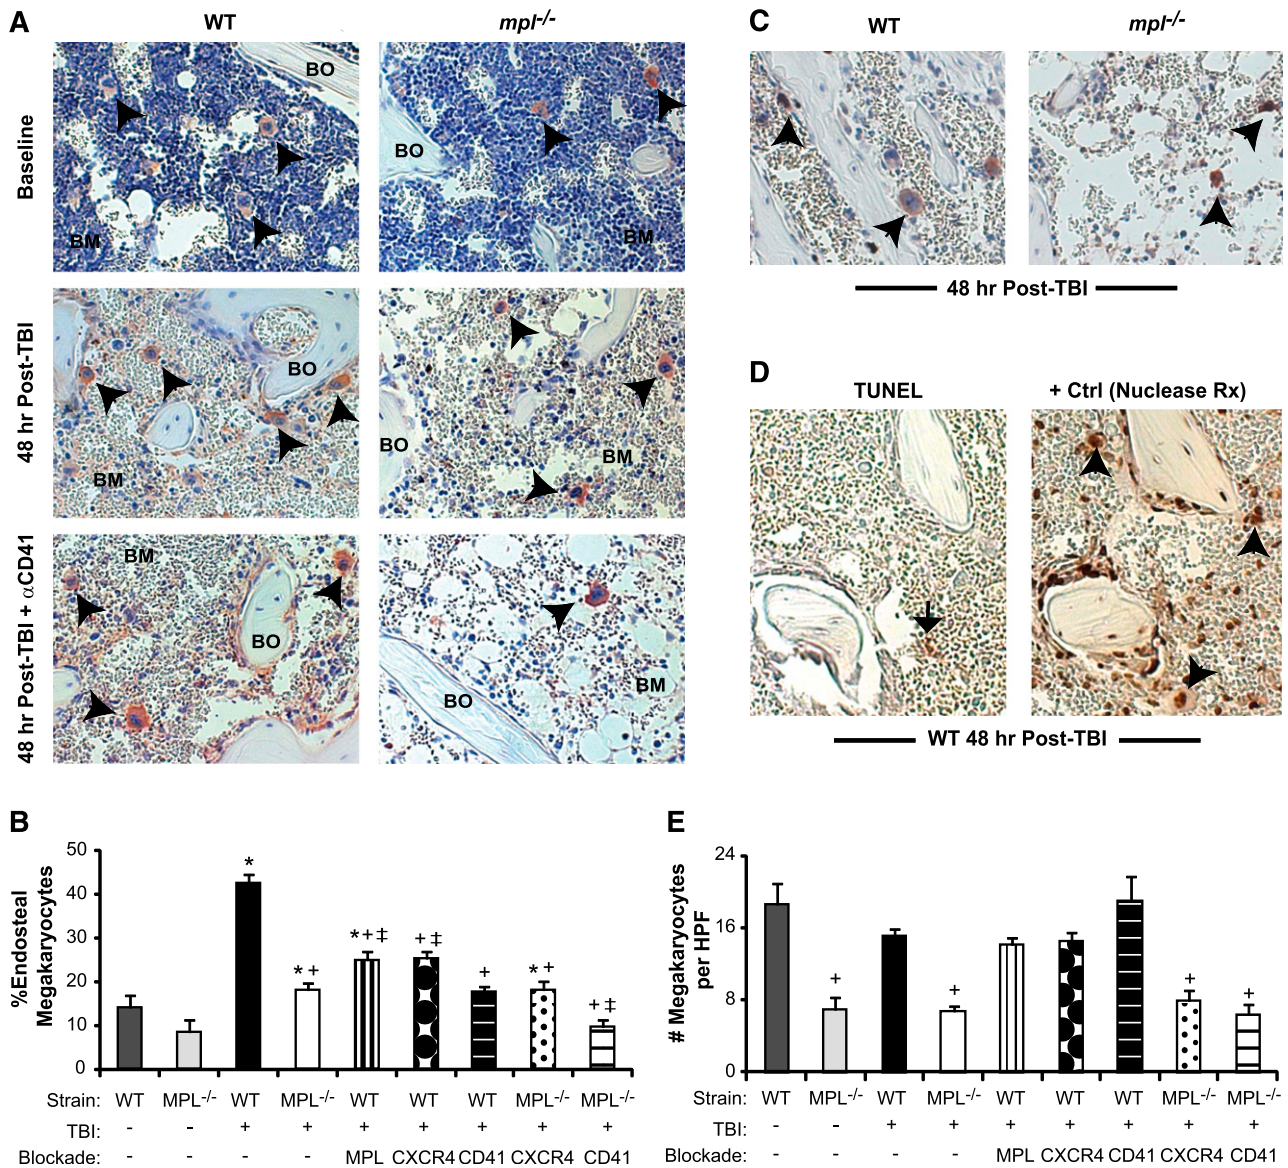 A
WT
mpl-/-
Baseline
BO
BM
BO
BM
48 hr Post-TBI
BO
BM
BO
BM
48 hr Post-TBI + αCD41
BM
BO
BO
BM
C
WT
mpl-/-
48 hr Post-TBI
D
TUNEL
+ Ctrl (Nuclease Rx)
WT 48 hr Post-TBI
B
%Endosteal
Megakaryocytes
50
40
30
20
10
0
*
* +
* + ‡
+ ‡
+
* +
+ ‡
Strain: WT MPL-/- WT MPL-/- WT WT WT MPL-/- MPL-/-
TBI: - - + + + + + + +
Blockade: - - - - MPL CXCR4 CD41 CXCR4 CD41
E
# Megakaryocytes
per HPF
24
16
8
0
+
+
+
+
Strain: WT MPL-/- WT MPL-/- WT WT WT MPL-/- MPL-/-
TBI: - - + + + + + + +
Blockade: - - - - MPL CXCR4 CD41 CXCR4 CD41